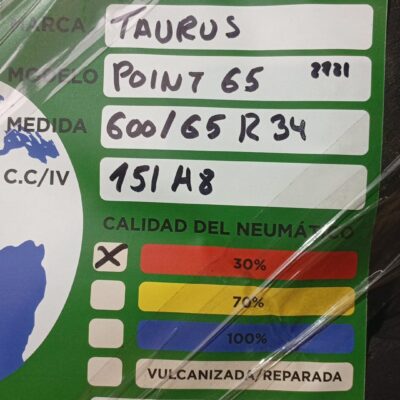 MARCA TAURUS
MODELO POINT 65 2721
MEDIDA 600/65 R 34
C.C/IV 151 A8
CALIDAD DEL NEUMÁTICO
X 30%
70%
100%
VULCANIZADA/REPARADA